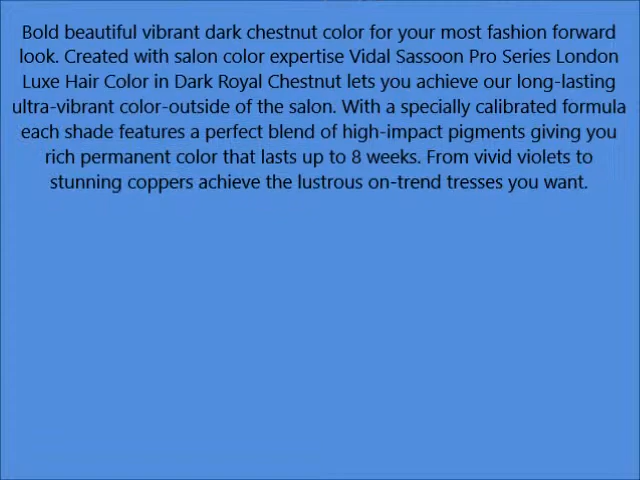 Bold beautiful vibrant dark chestnut color for your most fashion forward
look. Created with salon color expertise Vidal Sassoon Pro Series London
Luxe Hair Color in Dark Royal Chestnut lets you achieve our long-lasting
ultra-vibrant color-outside of the salon. With a specially calibrated formula
each shade features a perfect blend of high-impact pigments giving you
rich permanent color that lasts up to 8 weeks. From vivid violets to
stunning coppers achieve the lustrous on-trend tresses you want.